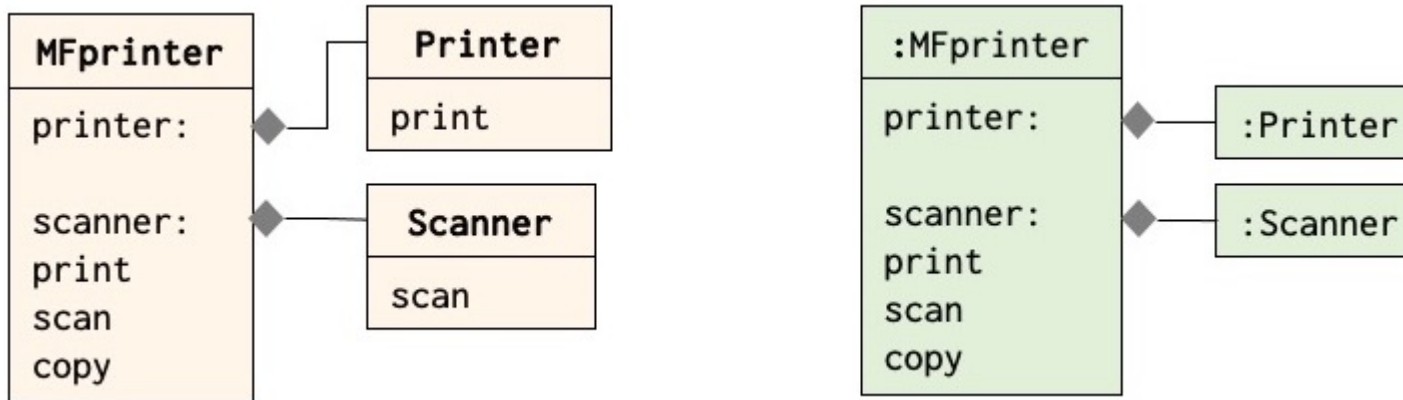 MFprinter
printer:
scanner:
print
scan
copy
Printer
print
Scanner
scan
:MFprinter
printer:
scanner:
print
scan
copy
:Printer
:Scanner